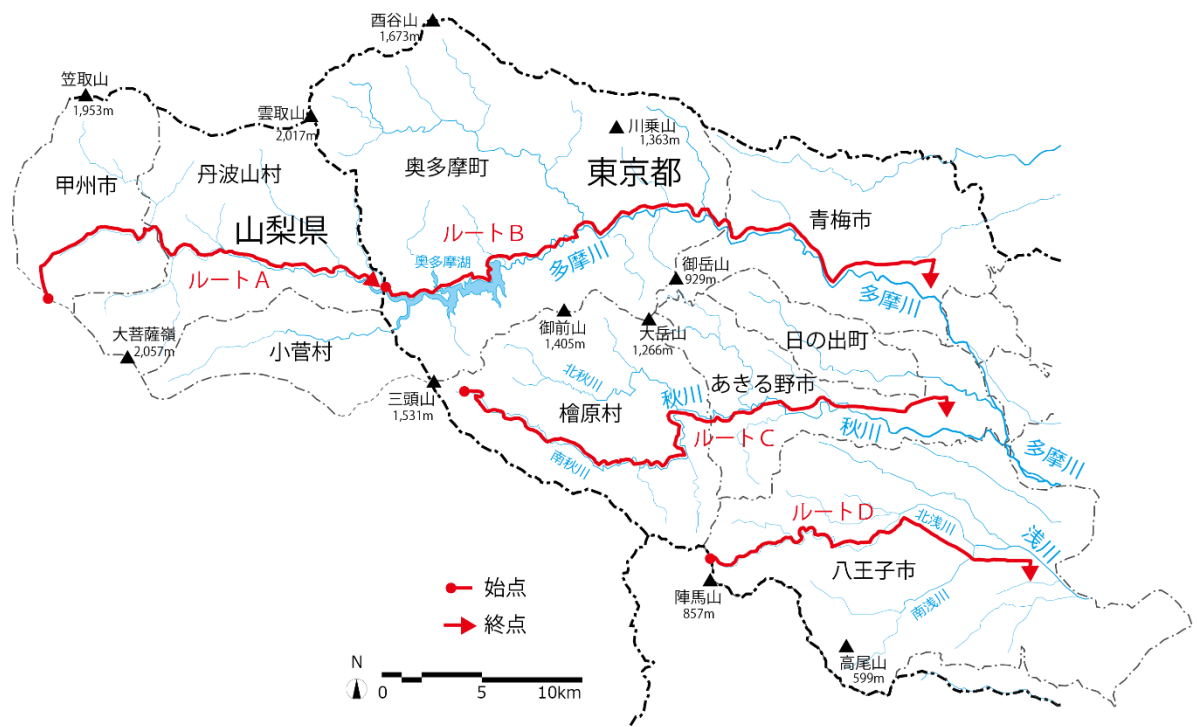 酉谷山
1,673m
笠取山
1,953m
雲取山
2,017m
川乗山
1,363m
奥多摩町
東京都
甲州市
丹波山村
山梨県
青梅市
ルートB
奥多摩湖
多摩川
ルートA
御岳山
929m
多摩川
大菩薩嶺
2,057m
小菅村
御前山
1,405m
大岳山
1,266m
日の出町
北秋川
あきる野市
三頭山
1,531m
檜原村
秋川
ルートC
秋川
南秋川
多摩川
ルートD
北浅川
浅川
八王子市
陣馬山
857m
南浅川
高尾山
599m
始点
終点
N
0 5 10km